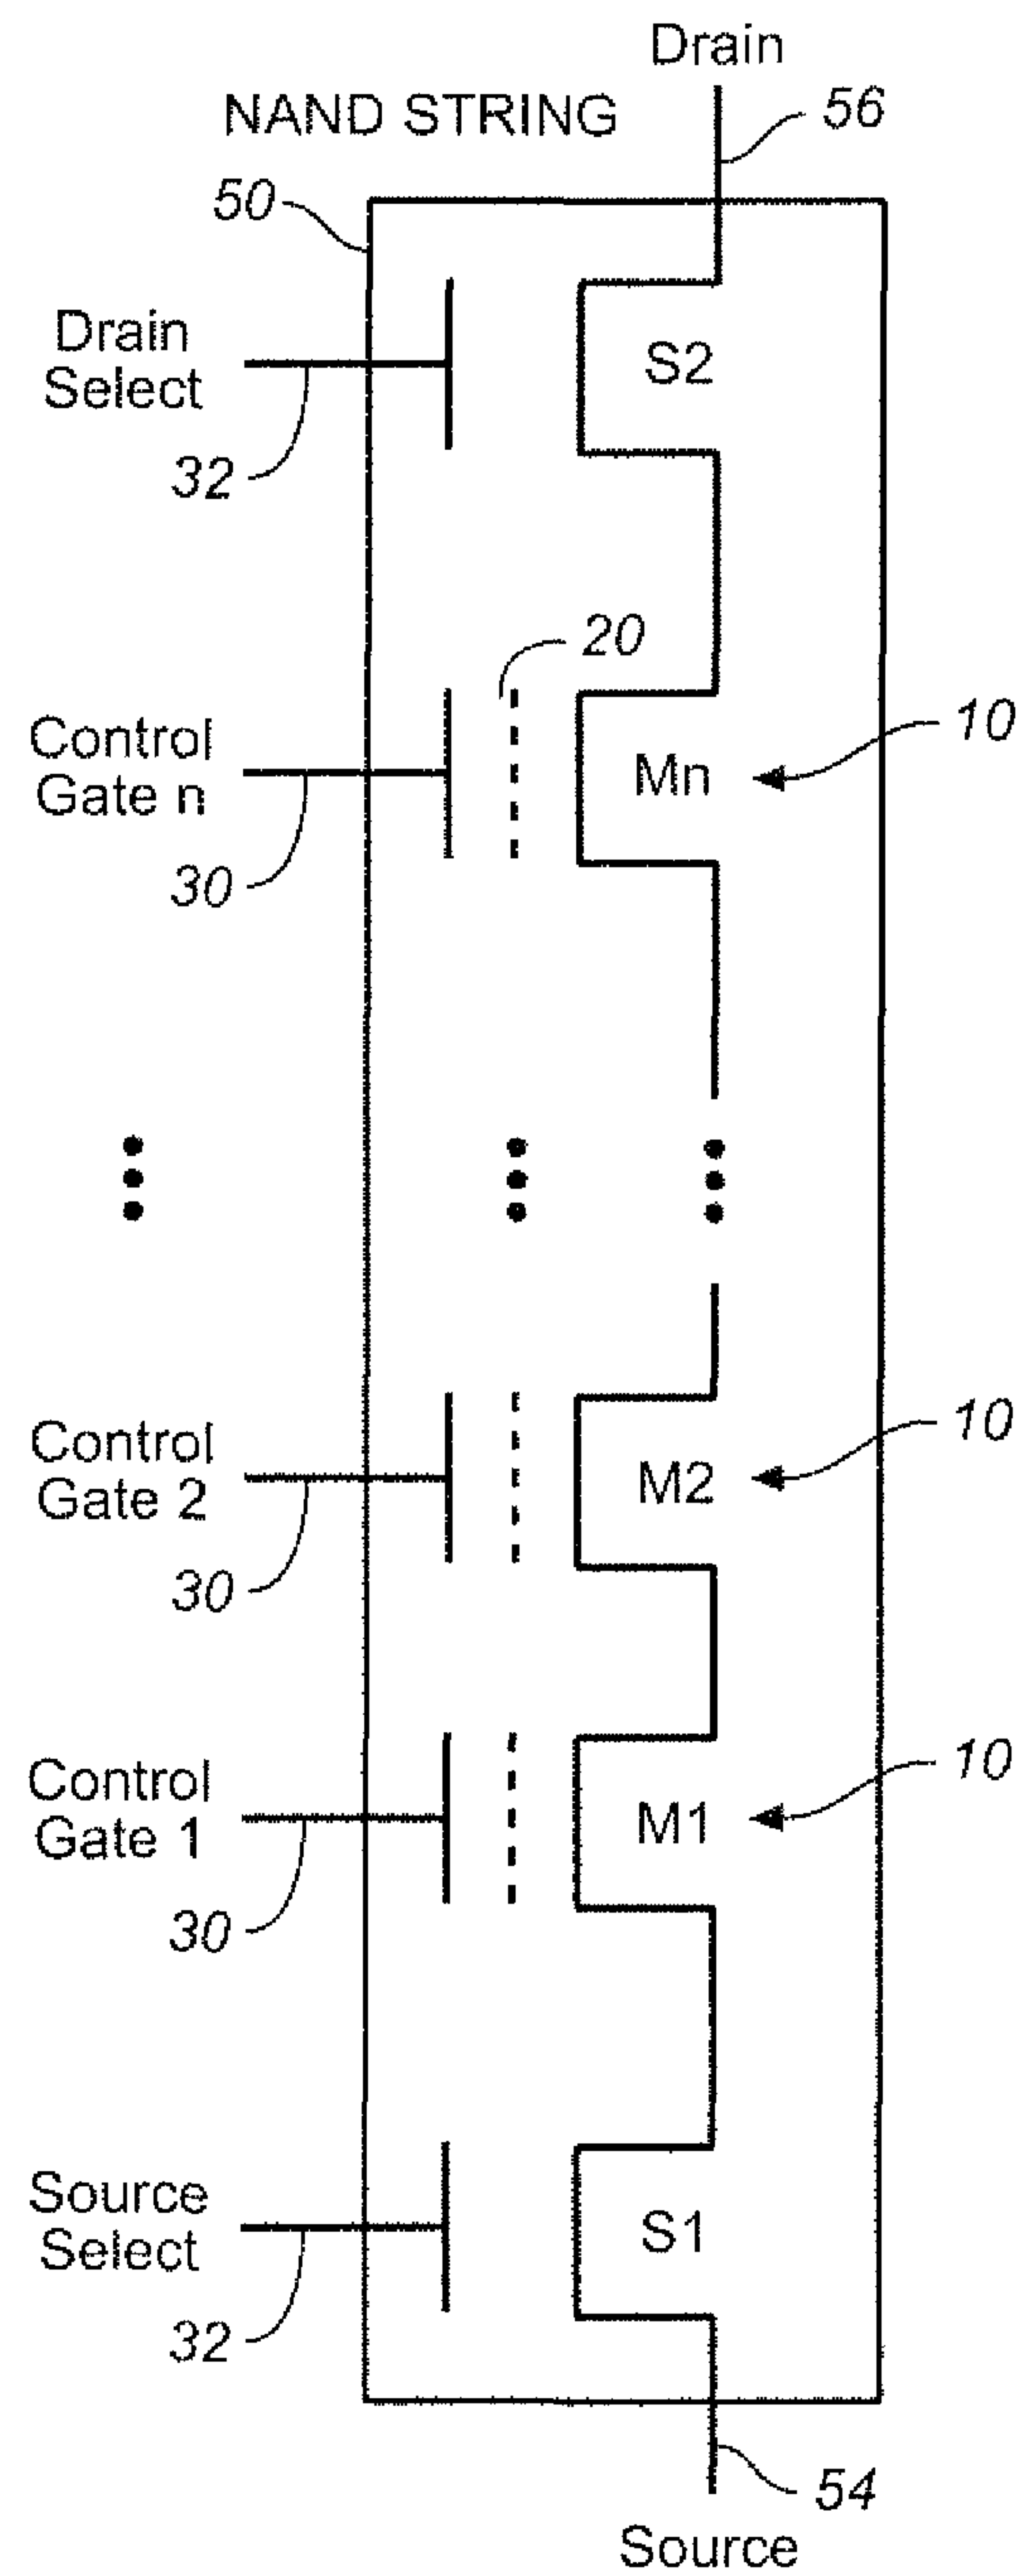 Drain
56
NAND STRING
50
Drain
Select
S2
32
20
Control
Gate n
Mn
10
30
Control
Gate 2
M2
10
30
Control
Gate 1
M1
10
30
Source
Select
S1
32
54
Source